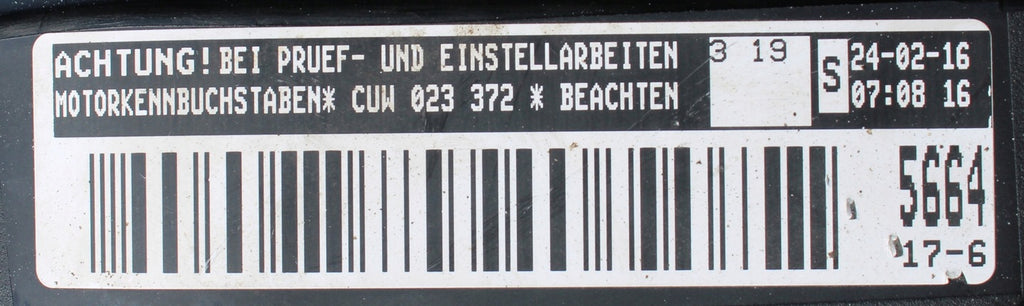 ACHTUNG! BEI PRUEF- UND EINSTELLARBEITEN
MOTORKENNBUCHSTABEN* CUW 023 372 * BEACHTEN
3 19
S
24-02-16
07:08 16
5664
17-6